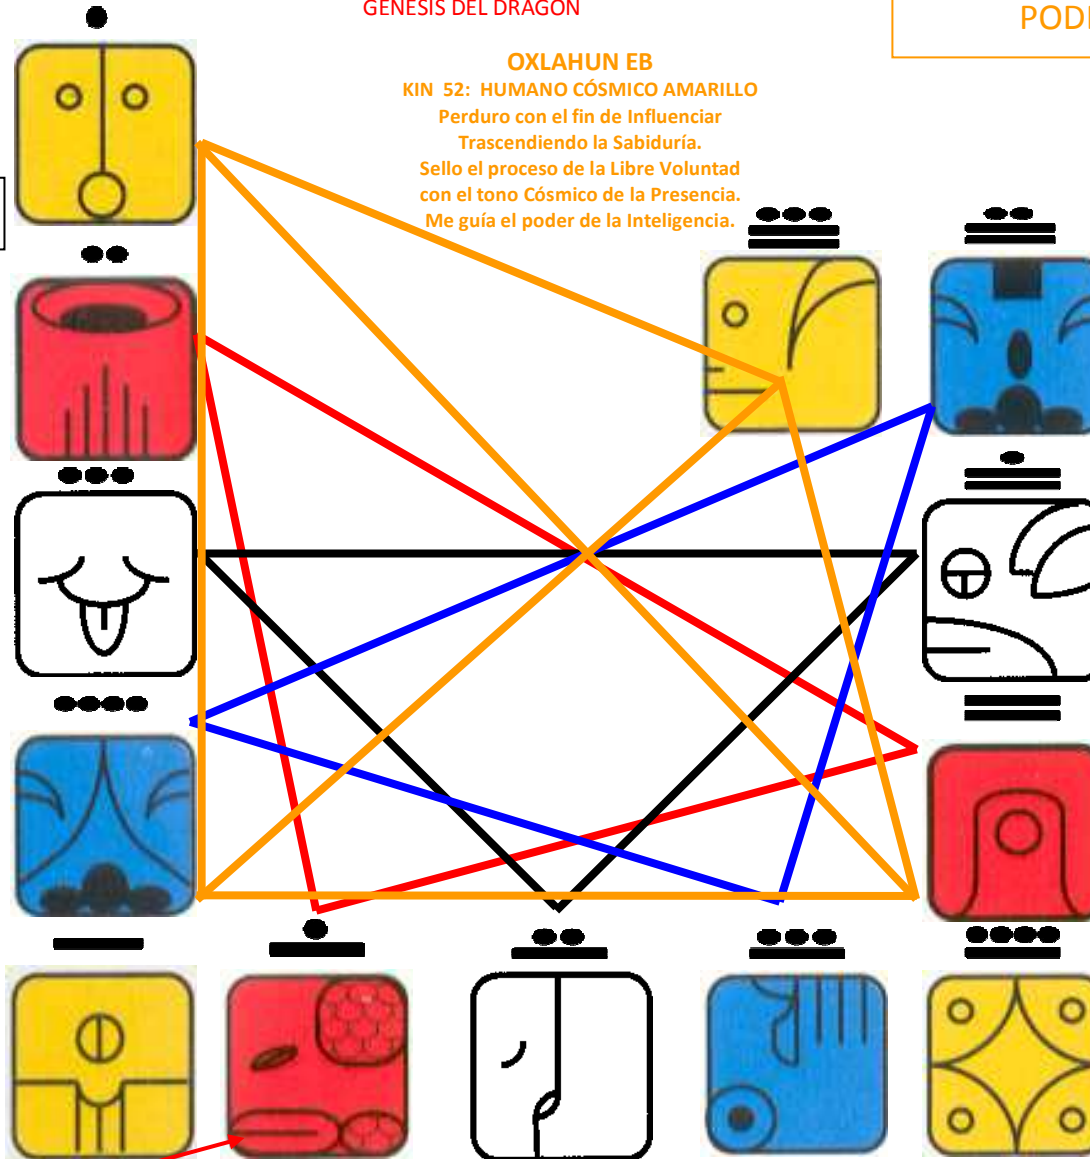 GENESIS DEL DRAGÓN
PODE
OXLAHUN EB
KIN 52: HUMANO CÓSMICO AMARILLO
Perduro con el fin de Influenciar
Trascendiendo la Sabiduría.
Sello el proceso de la Libre Voluntad
con el tono Cósmico de la Presencia.
Me guía el poder de la Inteligencia.